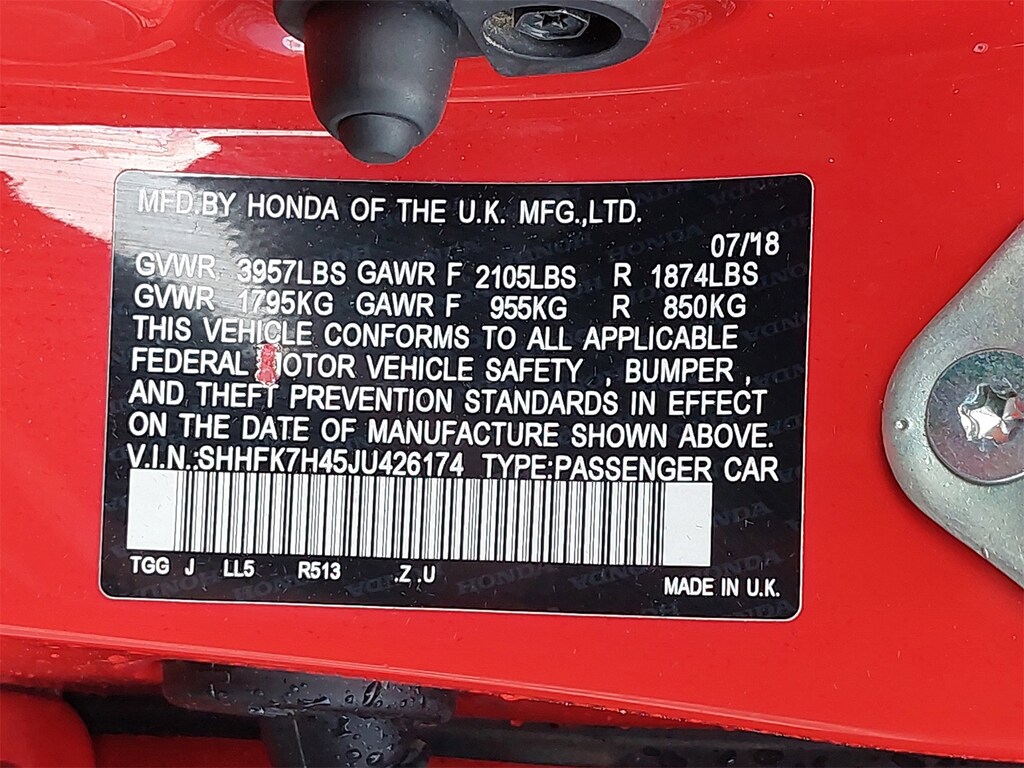 MFD.BY HONDA OF THE U.K. MFG.,LTD.
07/'18
GVWR 3957LBS GAWR F 2105LBS R 1874LBS
GVWR 1795KG GAWR F 955KG R 850KG
THIS VEHICLE CONFORMS TO ALL APPLICABLE
FEDERAL MOTOR VEHICLE SAFETY , BUMPER ,
AND THEFT PREVENTION STANDARDS IN EFFECT
ON THE DATE OF MANUFACTURE SHOWN ABOVE.
V.I.N.:SHHFK7H45JU426174 TYPE:PASSENGER CAR
TGG J LL5 R513 .Z .U
MADE IN U.K.